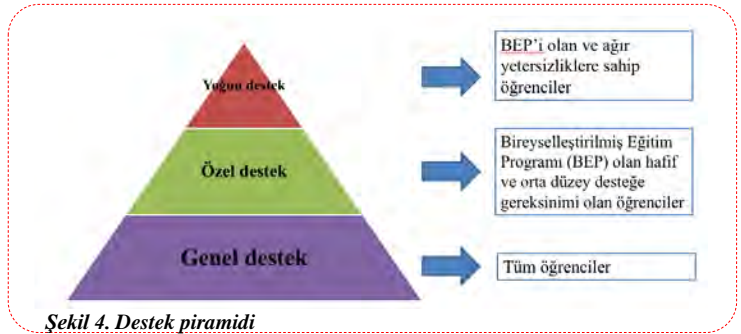 Yoğun destek
BEP'i olan ve ağır
yetersizliklere sahip
öğrenciler
Özel destek
Bireyselleştirilmiş Eğitim
Programı (BEP) olan hafif
ve orta düzey desteğe
gereksinimi olan öğrenciler
Genel destek
Tüm öğrenciler
Şekil 4. Destek piramidi